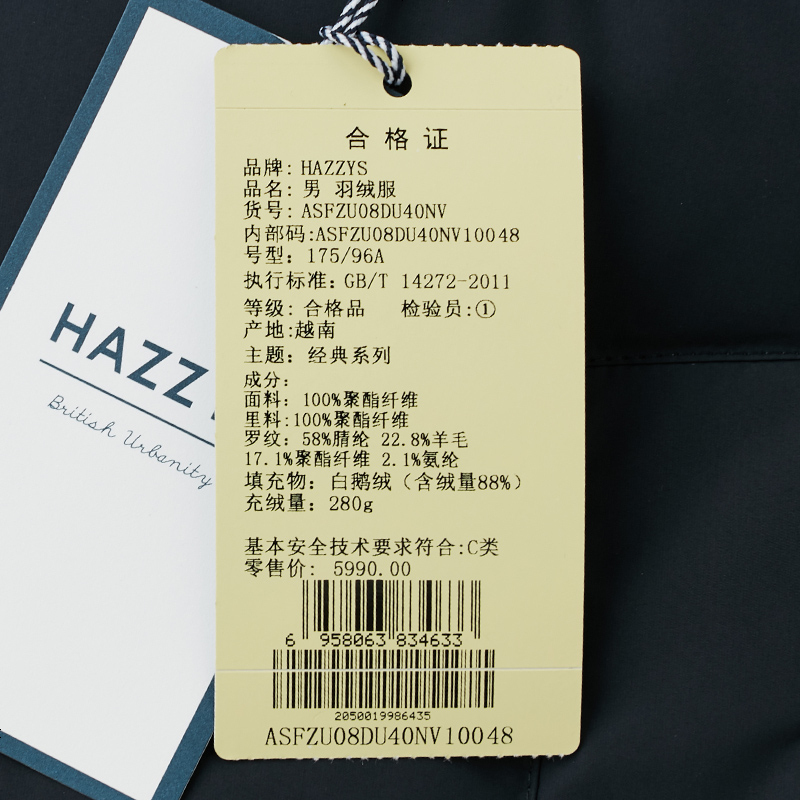 合格证
品牌: HAZZYS
品名: 男 羽绒服
货号: ASFZU08DU40NV
内部码:ASFZU08DU40NV10048
号型: 175/96A
执行标准: GB/T 14272-2011
等级: 合格品 检验员:①
产地:越南
主题: 经典系列
成分:
面料: 100%聚酯纤维
里料:100%聚酯纤维
罗纹: 58%腈纶 22.8%羊毛
17.1%聚酯纤维 2.1%氨纶
填充物: 白鹅绒（含绒量88%）
充绒量: 280g
基本安全技术要求符合:C类
零售价: 5990.00
6 958063 834633
2050019986435
ASFZU08DU40NV10048
HAZZ
British Urbanity